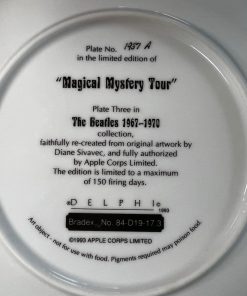 Plate No. 1957 A
in the limited edition of
"Magical Mystery Tour"
Plate Three in
The Beatles 1967–1970
collection,
faithfully re-created from original artwork by
Diane Sivavec, and fully authorized
by Apple Corps Limited.
The edition is limited to a maximum
of 150 firing days.
DELPHI
1993
Bradex No. 84-D19-17.3
©1993 APPLE CORPS LIMITED
Art object - not for use with food. Pigments required may poison food.